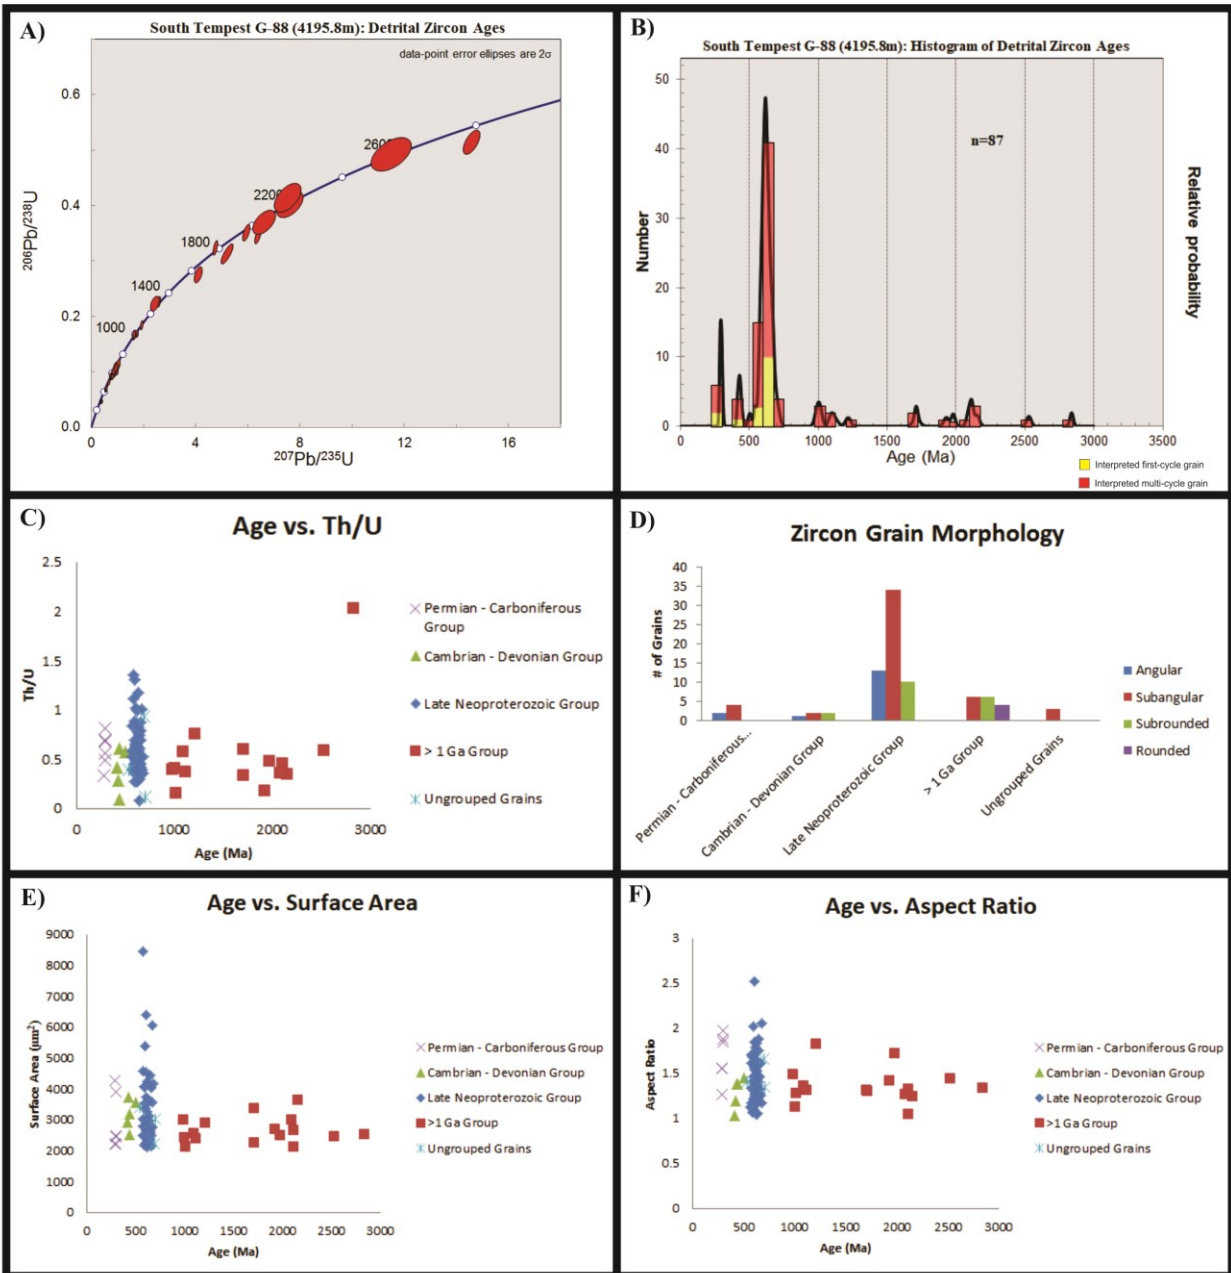 A)
South Tempest G-88 (4195.8m): Detrital Zircon Ages
data-point error ellipses are 2σ
0.6
0.4
0.2
0.0
206Pb/238U
2600
2200
1800
1400
1000
0 4 8 12 16
207Pb/235U
B)
South Tempest G-88 (4195.8m): Histogram of Detrital Zircon Ages
50
40
30
20
10
0
Number
n=87
Relative probability
0 500 1000 1500 2000 2500 3000 3500
Age (Ma)
Interpreted first-cycle grain
Interpreted multi-cycle grain
C)
Age vs. Th/U
2.5
2
1.5
1
0.5
0
Th/U
0 1000 2000 3000
Age (Ma)
Permian - Carboniferous
Group
Cambrian - Devonian Group
Late Neoproterozoic Group
> 1 Ga Group
Ungrouped Grains
D)
Zircon Grain Morphology
40
35
30
25
20
15
10
5
0
# of Grains
Permian - Carboniferous...
Cambrian - Devonian Group
Late Neoproterozoic Group
> 1 Ga Group
Ungrouped Grains
Angular
Subangular
Subrounded
Rounded
E)
Age vs. Surface Area
9000
8000
7000
6000
5000
4000
3000
2000
1000
0
Surface Area (µm²)
0 500 1000 1500 2000 2500 3000
Age (Ma)
Permian - Carboniferous Group
Cambrian - Devonian Group
Late Neoproterozoic Group
>1 Ga Group
Ungrouped Grains
F)
Age vs. Aspect Ratio
3
2.5
2
1.5
1
0.5
0
Aspect Ratio
0 500 1000 1500 2000 2500 3000
Age (Ma)
Permian - Carboniferous Group
Cambrian - Devonian Group
Late Neoproterozoic Group
>1 Ga Group
Ungrouped Grains